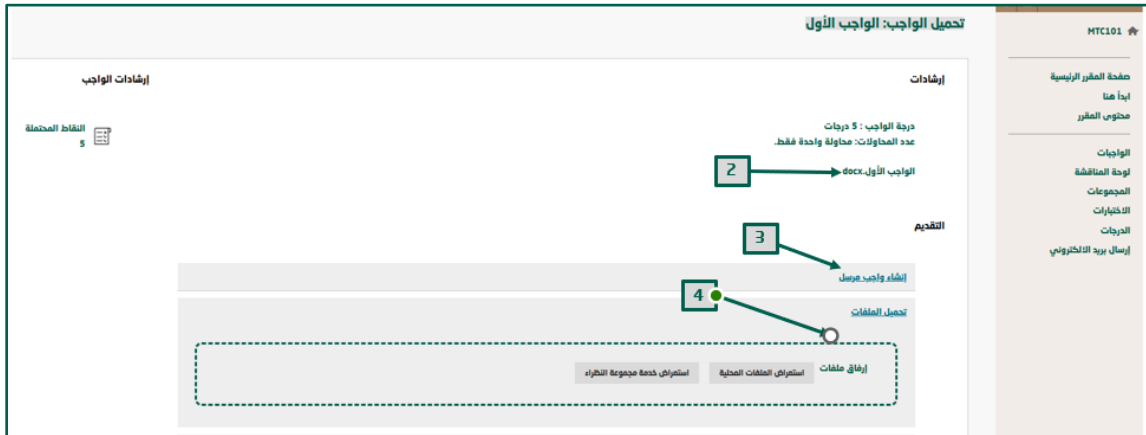 MTC101
صفحة المقرر الرئيسية
ابدأ هنا
محتوى المقرر
الواجبات
لوحة المناقشة
المجموعات
الاختبارات
الدرجات
إرسال بريد الالكتروني
تحميل الواجب: الواجب الأول
إرشادات
درجة الواجب : 5 درجات
عدد المحاولات: محاولة واحدة فقط.
الواجب الأول.docx
2
إرشادات الواجب
النقاط المحتملة
5
التقديم
3
إنشاء واجب مرسل
4
تحميل الملفات
إرفاق ملفات
استعراض الملفات المحلية
استعراض خدمة مجموعة النظراء